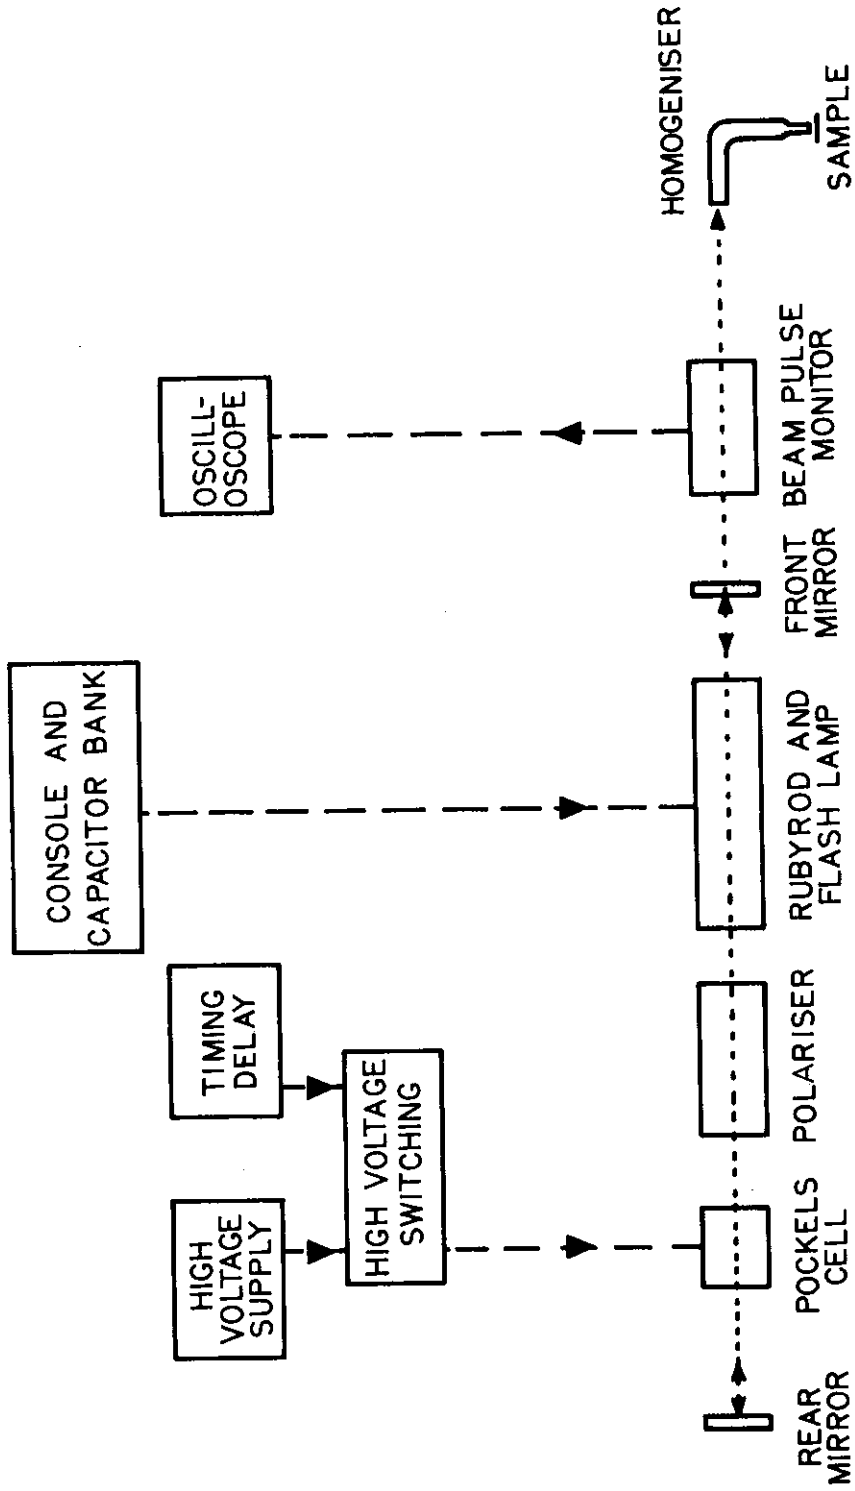 CONSOLE AND
CAPACITOR BANK
HIGH
VOLTAGE
SUPPLY
TIMING
DELAY
OSCILL-
OSCOPE
HIGH VOLTAGE
SWITCHING
HOMOGENISER
REAR
MIRROR
POCKELS
CELL
POLARISER
RUBYROD AND
FLASH LAMP
FRONT
MIRROR
BEAM PULSE
MONITOR
SAMPLE